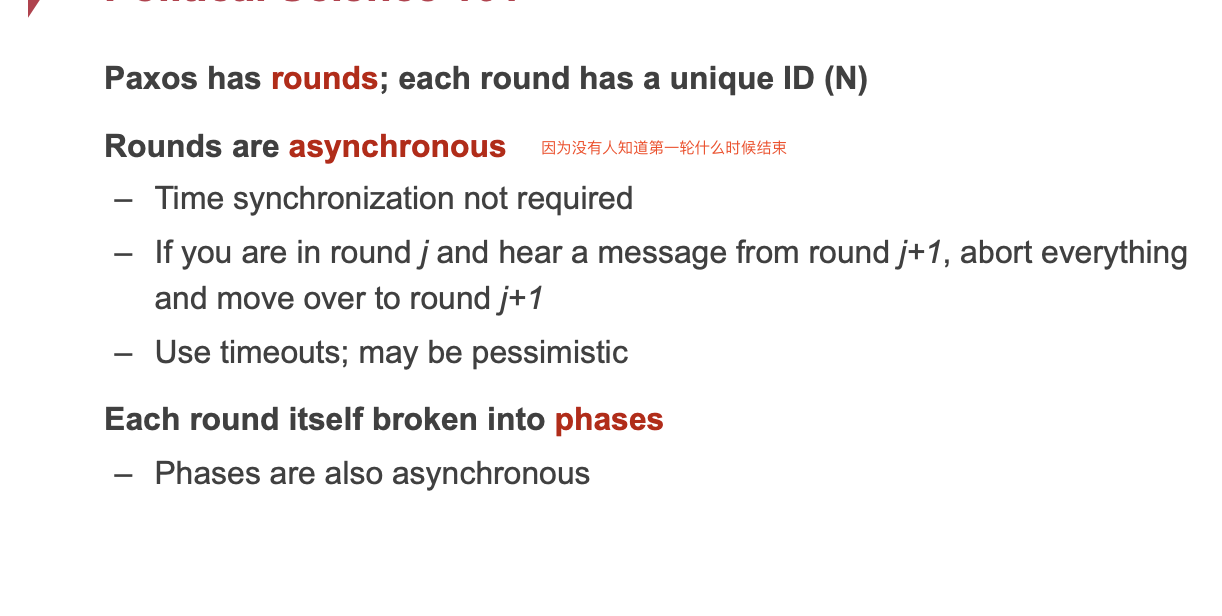 Paxos has rounds; each round has a unique ID (N)
Rounds are asynchronous 因为没有人知道第一轮什么时候结束
– Time synchronization not required
– If you are in round j and hear a message from round j+1, abort everything
and move over to round j+1
– Use timeouts; may be pessimistic
Each round itself broken into phases
– Phases are also asynchronous